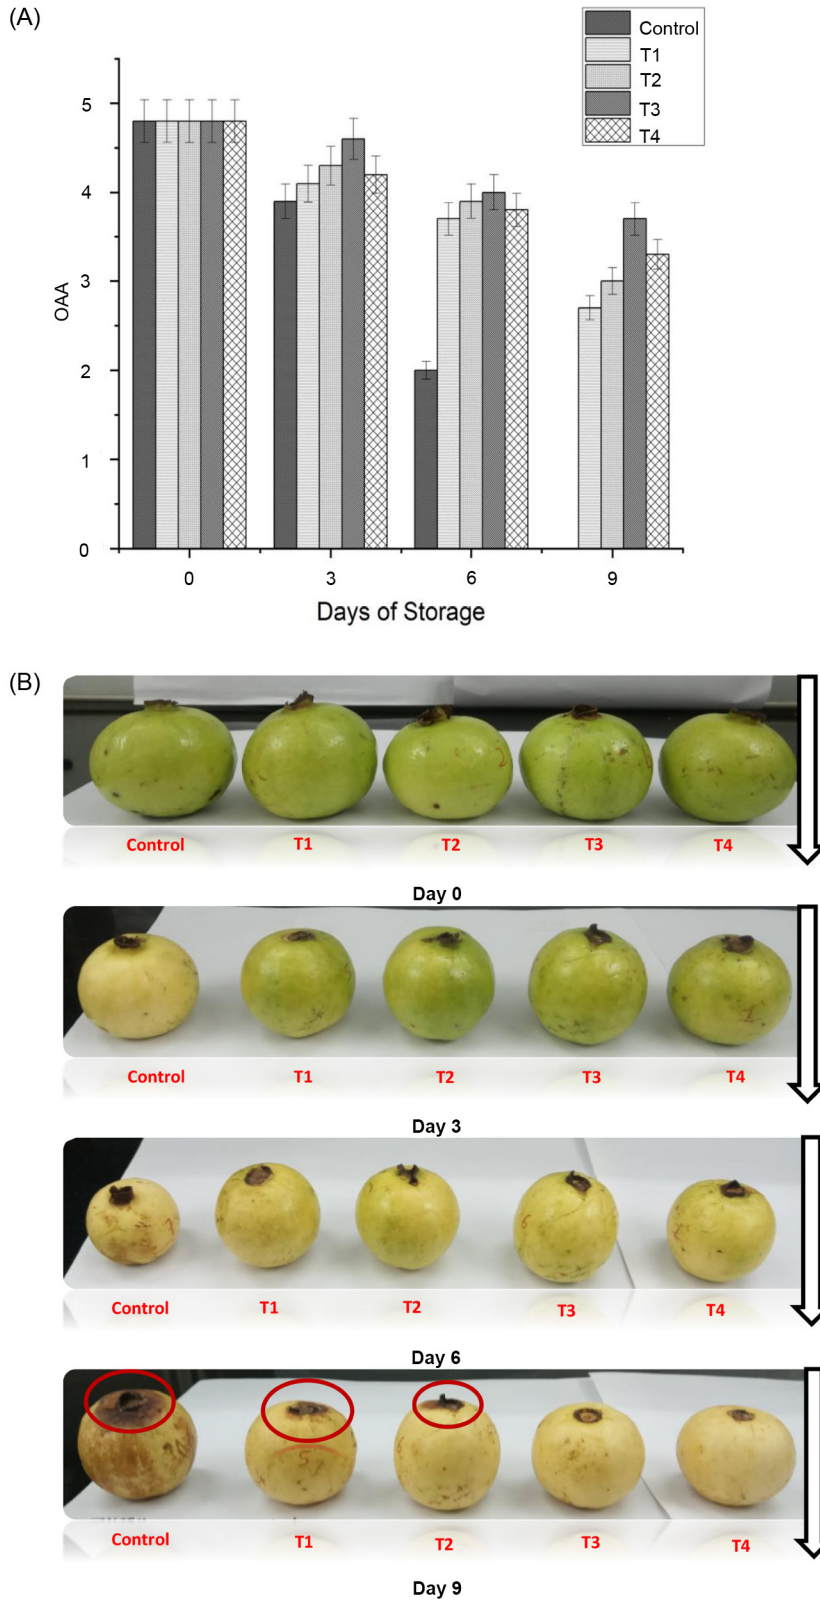 (A)
Control
T1
T2
T3
T4
5
4
3
2
1
0
OAA
0 3 6 9
Days of Storage
(B)
Control T1 T2 T3 T4
Day 0
Control T1 T2 T3 T4
Day 3
Control T1 T2 T3 T4
Day 6
Control T1 T2 T3 T4
Day 9